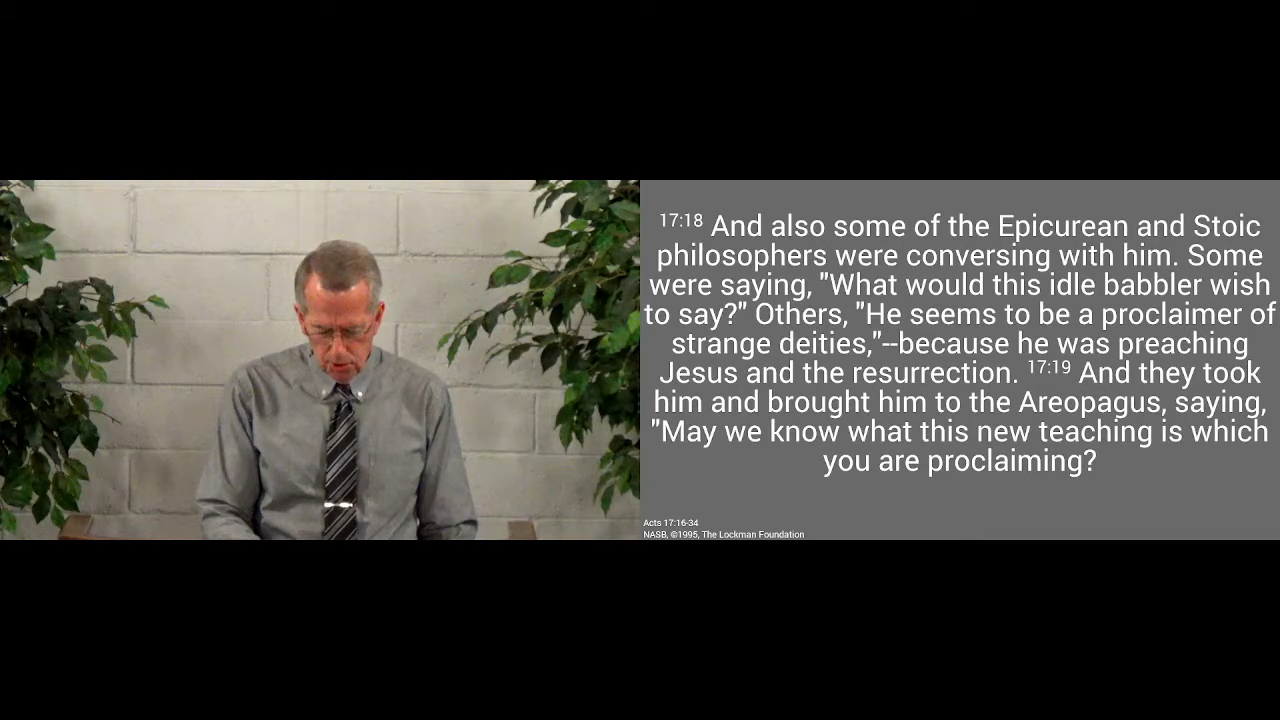 17:18 And also some of the Epicurean and Stoic
philosophers were conversing with him. Some
were saying, "What would this idle babbler wish
to say?" Others, "He seems to be a proclaimer of
strange deities,"--because he was preaching
Jesus and the resurrection. 17:19 And they took
him and brought him to the Areopagus, saying,
"May we know what this new teaching is which
you are proclaiming?
Acts 17:16-34
NASB, ©1995, The Lockman Foundation